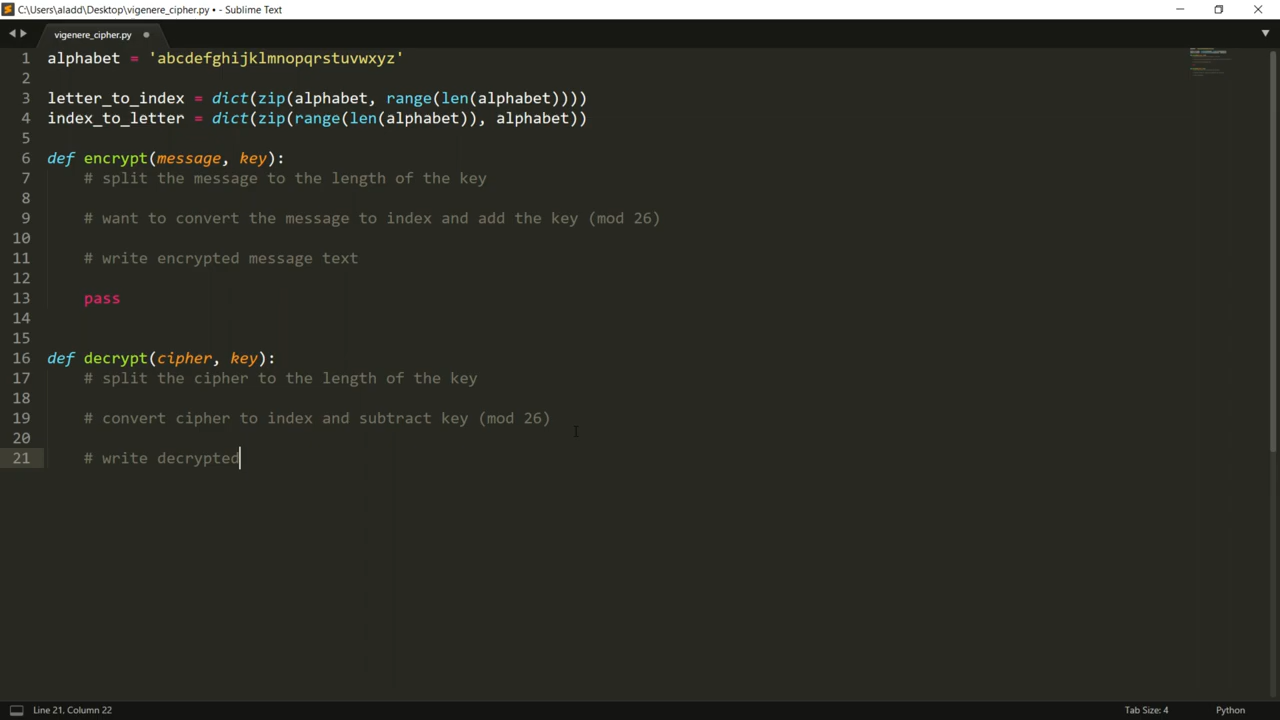 C:\Users\aladd\Desktop\vigenere_cipher.py • - Sublime Text
vigenere_cipher.py
1 alphabet = 'abcdefghijklmnopqrstuvwxyz'
2
3 letter_to_index = dict(zip(alphabet, range(len(alphabet))))
4 index_to_letter = dict(zip(range(len(alphabet)), alphabet))
5
6 def encrypt(message, key):
7     # split the message to the length of the key
8
9     # want to convert the message to index and add the key (mod 26)
10
11     # write encrypted message text
12
13     pass
14
15
16 def decrypt(cipher, key):
17     # split the cipher to the length of the key
18
19     # convert cipher to index and subtract key (mod 26)
20
21     # write decrypted
Line 21, Column 22
Tab Size: 4
Python